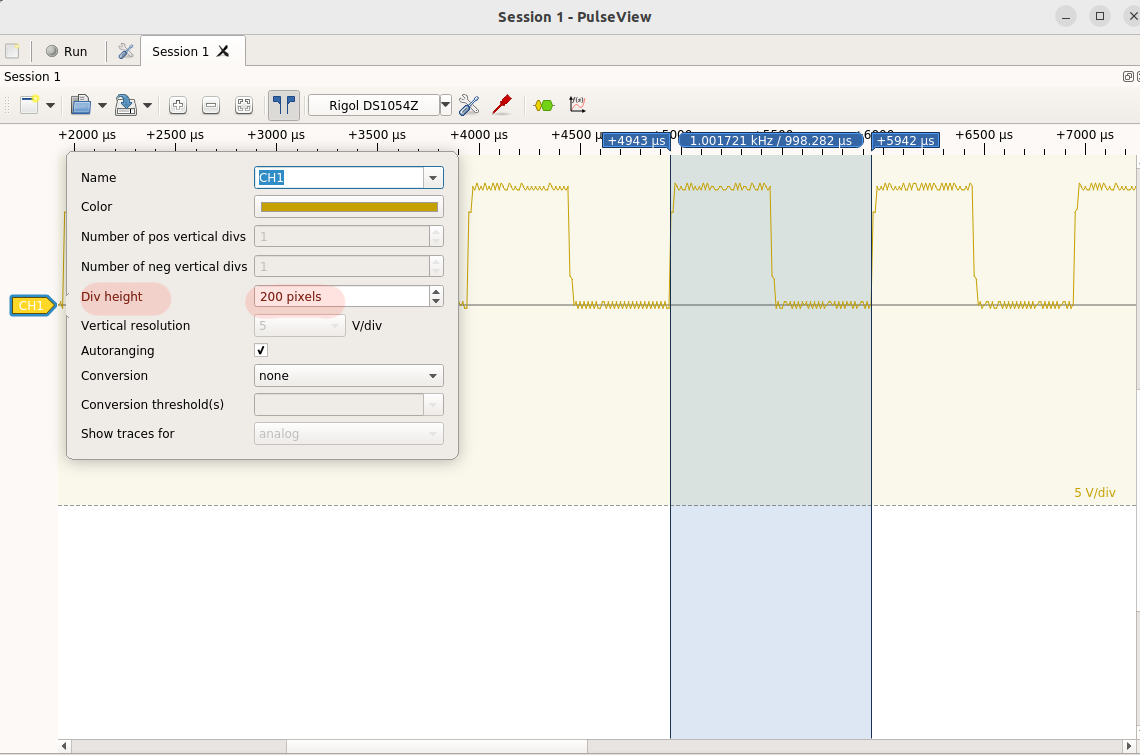 Session 1 - PulseView
Run
Session 1
Session 1
Rigol DS1054Z
+2000 µs +2500 µs +3000 µs +3500 µs +4000 µs +4500 +6500 µs +7000 µs
+4943 µs 1.001721 kHz / 998.282 µs +5942 µs
Name CH1
Color
Number of pos vertical divs 1
Number of neg vertical divs 1
Div height 200 pixels
CH1
Vertical resolution 5 V/div
Autoranging
Conversion none
Conversion threshold(s)
Show traces for analog
5 V/div